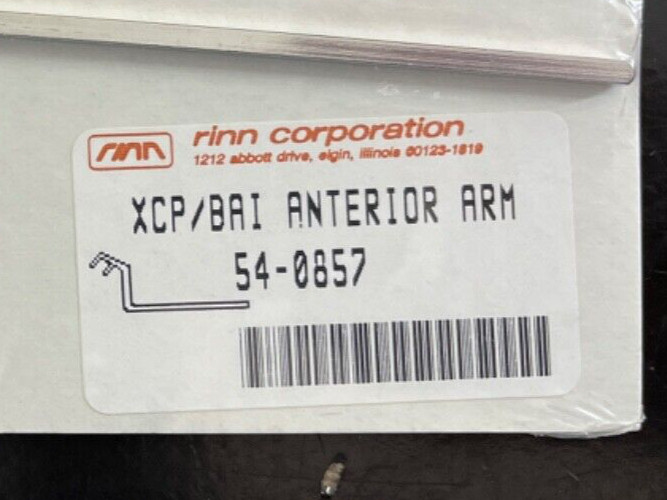 rinn
rinn corporation
1212 abbott drive, elgin, illinois 60123-1819
XCP/BAI ANTERIOR ARM
54-0857